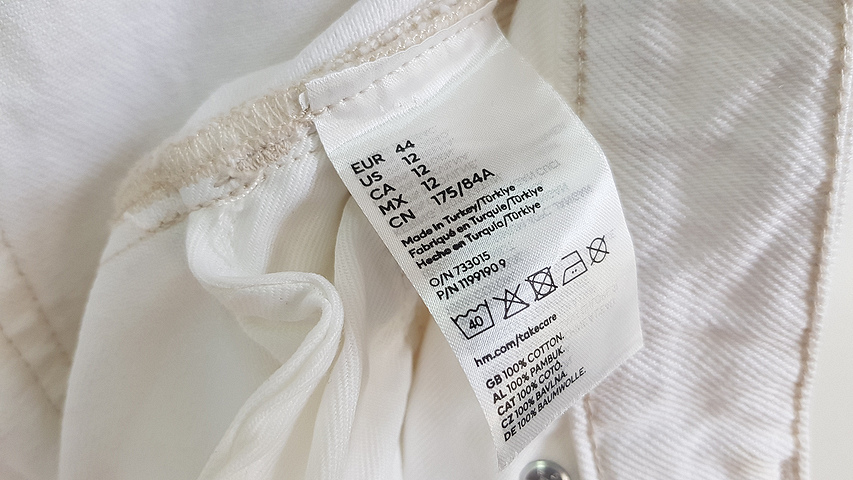 EUR 44
US 12
CA 12
MX 12
CN 175/84A
Made in Turkey/Türkiye
Fabriqué en Turquie/Türkiye
Hecho en Turquía/Türkiye
O/N 733015
P/N 1199190 9
40
hm.com/takecare
GB 100% COTTON.
AL 100% PAMBUK.
CAT 100% COTÓ.
CZ 100% BAVLNA.
DE 100% BAUMWOLLE.